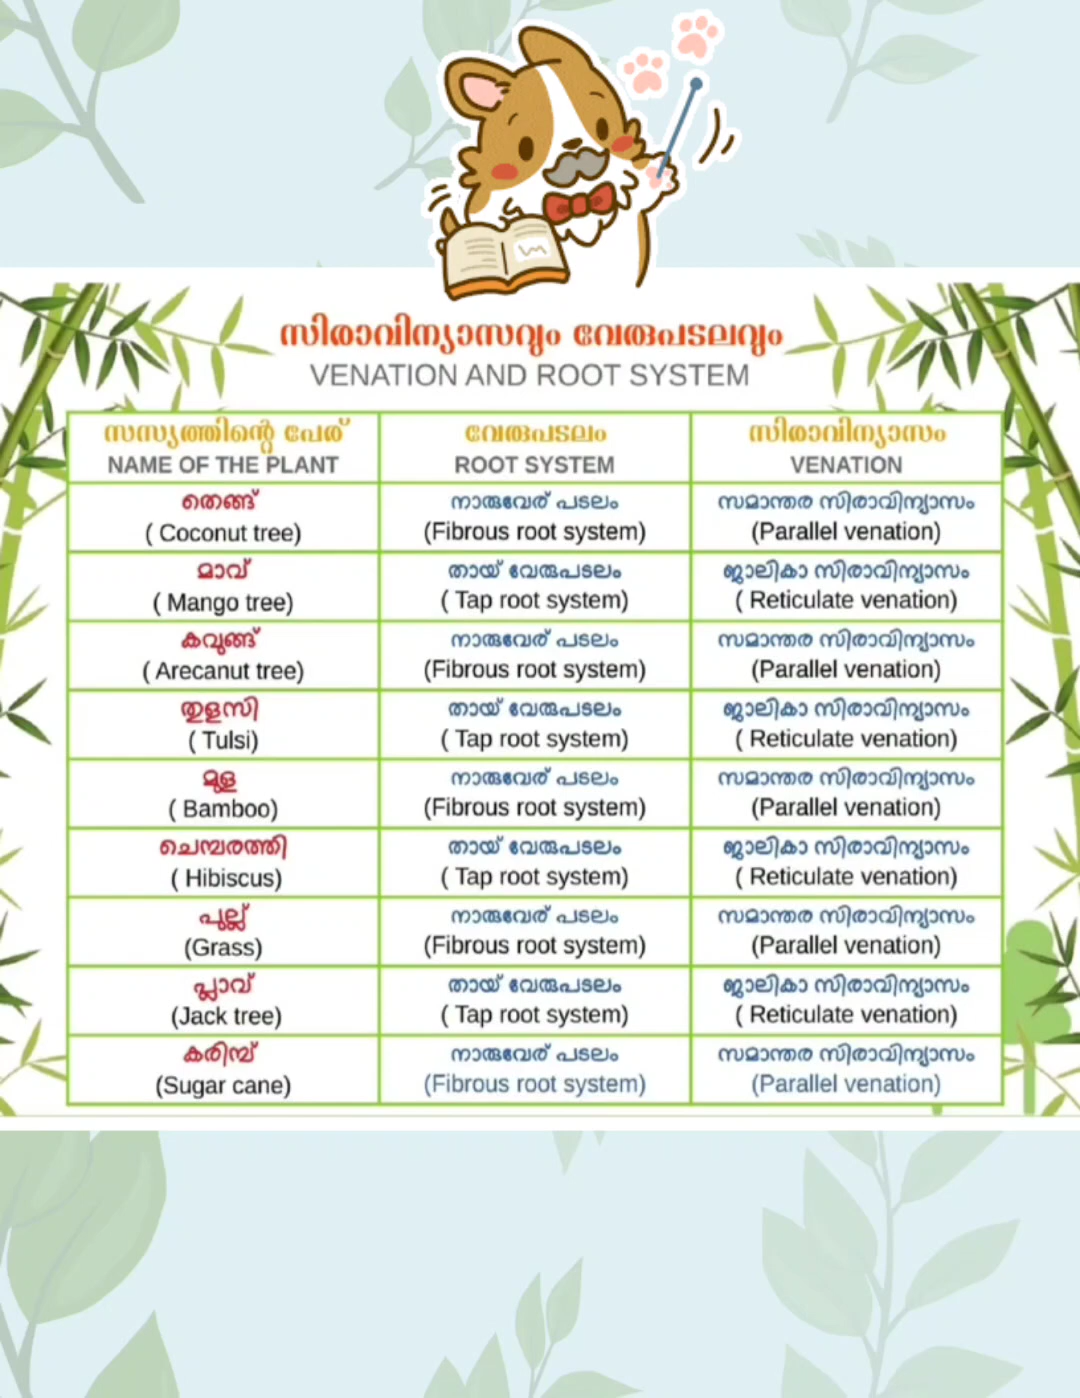 സിരാവിന്യാസവും വേരുപടലവും
VENATION AND ROOT SYSTEM
സസ്യത്തിന്റെ പേര് വേരുപടലം സിരാവിന്യാസം
NAME OF THE PLANT ROOT SYSTEM VENATION
തെങ്ങ് നാരുവേര് പടലം സമാന്തര സിരാവിന്യാസം
( Coconut tree) (Fibrous root system) (Parallel venation)
മാവ് തായ് വേരുപടലം ജാലികാ സിരാവിന്യാസം
( Mango tree) ( Tap root system) ( Reticulate venation)
കവുങ്ങ് നാരുവേര് പടലം സമാന്തര സിരാവിന്യാസം
( Arecanut tree) (Fibrous root system) (Parallel venation)
തുളസി തായ് വേരുപടലം ജാലികാ സിരാവിന്യാസം
( Tulsi) ( Tap root system) ( Reticulate venation)
മുള നാരുവേര് പടലം സമാന്തര സിരാവിന്യാസം
( Bamboo) (Fibrous root system) (Parallel venation)
ചെമ്പരത്തി തായ് വേരുപടലം ജാലികാ സിരാവിന്യാസം
( Hibiscus) ( Tap root system) ( Reticulate venation)
പുല്ല് നാരുവേര് പടലം സമാന്തര സിരാവിന്യാസം
(Grass) (Fibrous root system) (Parallel venation)
പ്ലാവ് തായ് വേരുപടലം ജാലികാ സിരാവിന്യാസം
(Jack tree) ( Tap root system) ( Reticulate venation)
കരിമ്പ് നാരുവേര് പടലം സമാന്തര സിരാവിന്യാസം
(Sugar cane) (Fibrous root system) (Parallel venation)